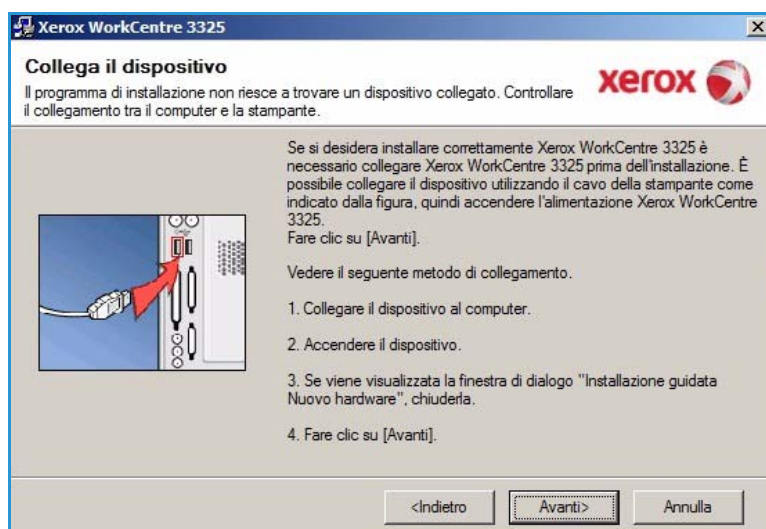 Xerox WorkCentre 3325
Collega il dispositivo
Il programma di installazione non riesce a trovare un dispositivo collegato. Controllare
il collegamento tra il computer e la stampante.
xerox
Se si desidera installare correttamente Xerox WorkCentre 3325 è
necessario collegare Xerox WorkCentre 3325 prima dell'installazione. È
possibile collegare il dispositivo utilizzando il cavo della stampante come
indicato dalla figura, quindi accendere l'alimentazione Xerox WorkCentre
3325.
Fare clic su [Avanti].
Vedere il seguente metodo di collegamento.
1. Collegare il dispositivo al computer.
2. Accendere il dispositivo.
3. Se viene visualizzata la finestra di dialogo "Installazione guidata
Nuovo hardware", chiuderla.
4. Fare clic su [Avanti].
<Indietro
Avanti>
Annulla